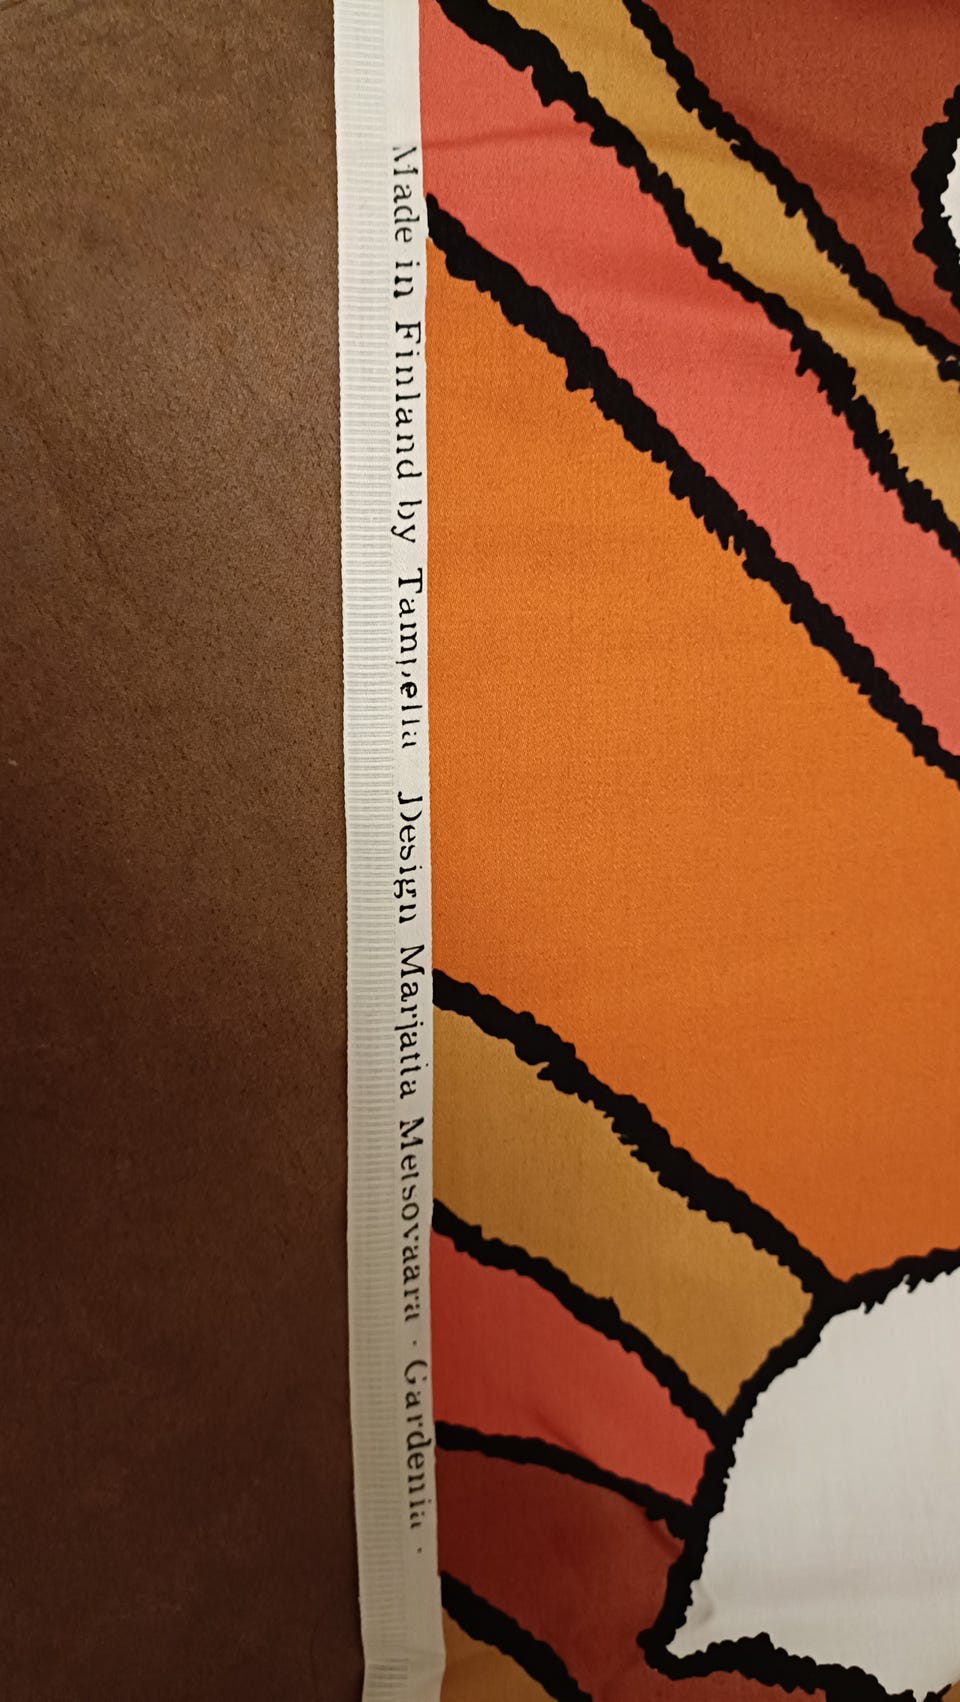 Made in Finland by Tampella Design Marjatta Metsovaara · Gardenia ·